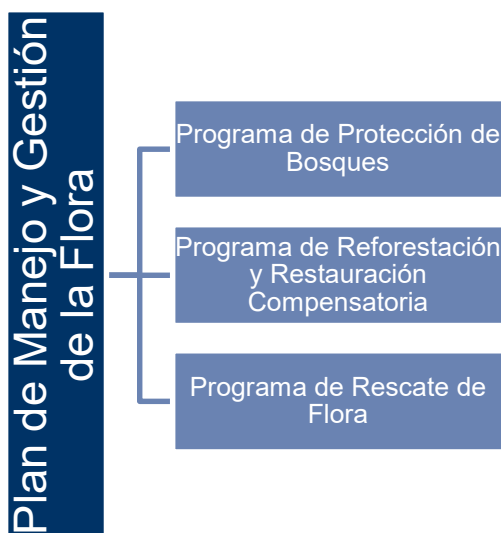 Plan de Manejo y Gestión
de la Flora
Programa de Protección de
Bosques
Programa de Reforestación
y Restauración
Compensatoria
Programa de Rescate de
Flora